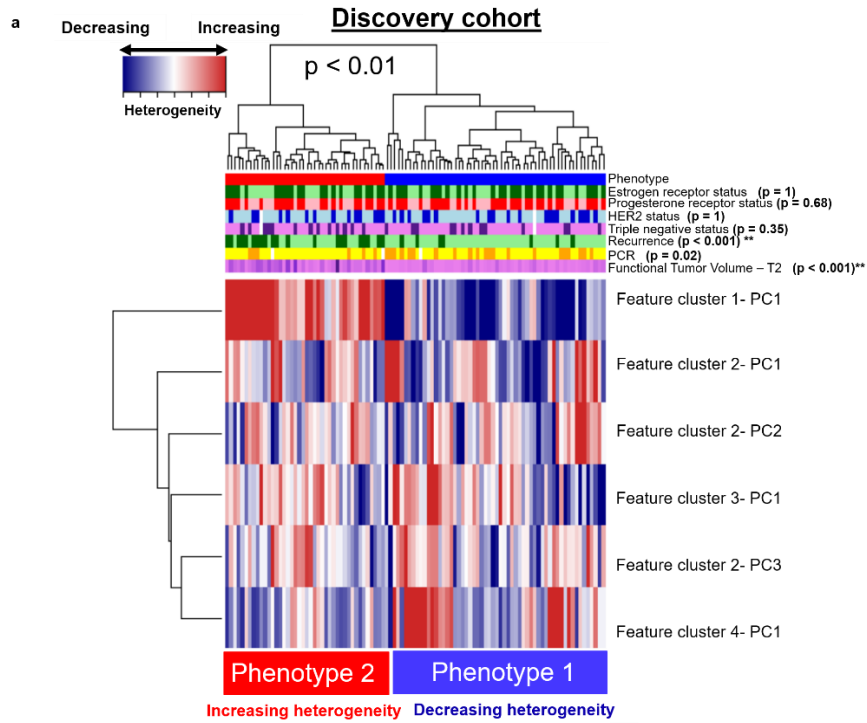 a
Discovery cohort
Decreasing Increasing
Heterogeneity
p < 0.01
Phenotype
Estrogen receptor status (p = 1)
Progesterone receptor status (p = 0.68)
HER2 status (p = 1)
Triple negative status (p = 0.35)
Recurrence (p < 0.001) **
PCR (p = 0.02)
Functional Tumor Volume – T2 (p < 0.001)**
Feature cluster 1- PC1
Feature cluster 2- PC1
Feature cluster 2- PC2
Feature cluster 3- PC1
Feature cluster 2- PC3
Feature cluster 4- PC1
Phenotype 2 Phenotype 1
Increasing heterogeneity Decreasing heterogeneity